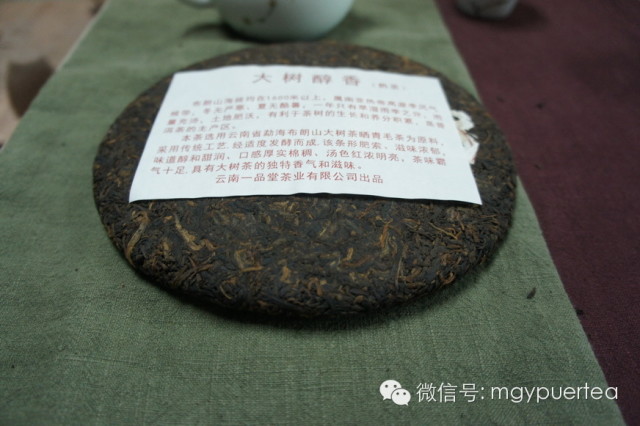 大树醇香（熟茶）
布朗山海拔均在1600米以上，属南亚热带高原季风气
候带，冬无严寒，夏无酷暑，一年只有旱湿雨季之分，雨
量充沛，土地肥沃，有利于茶树的生长和养分积累，是普
洱茶的主产区。
本茶选用云南省勐海布朗山大树茶晒青毛茶为原料，
采用传统工艺，经适度发酵而成，该条形肥索，滋味浓郁，
味道醇和甜润、口感厚实棉稠，汤色红浓明亮，茶味霸
气十足，具有大树茶的独特香气和滋味。
云南一品堂茶业有限公司出品
微信号: mgypuertea